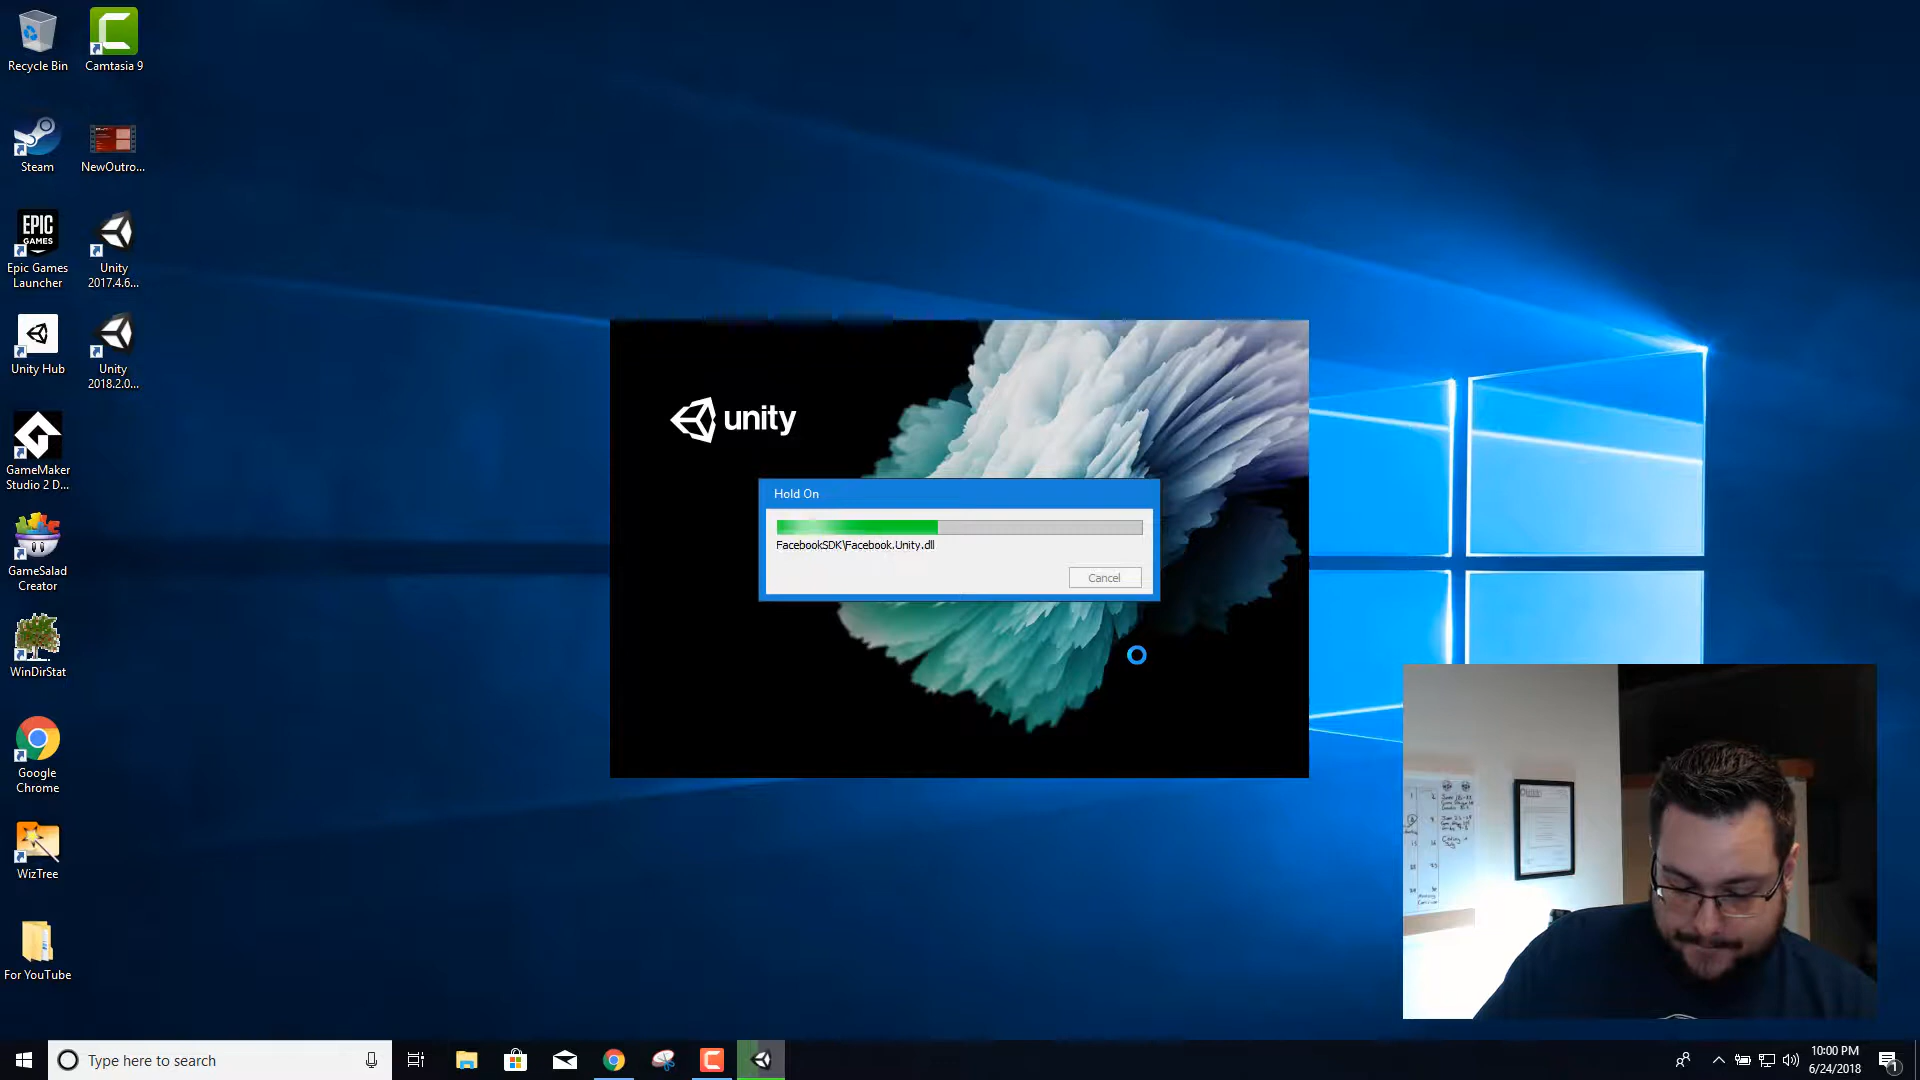 Recycle Bin
Camtasia 9
Steam
NewOutro...
EPIC
GAMES
Epic Games
Launcher
Unity
2017.4.6...
Unity Hub
Unity
2018.2.0...
GameMaker
Studio 2 D...
GameSalad
Creator
WinDirStat
Google
Chrome
WizTree
For YouTube
unity
Hold On
FacebookSDK\Facebook.Unity.dll
Cancel
Type here to search
10:00 PM
6/24/2018
1